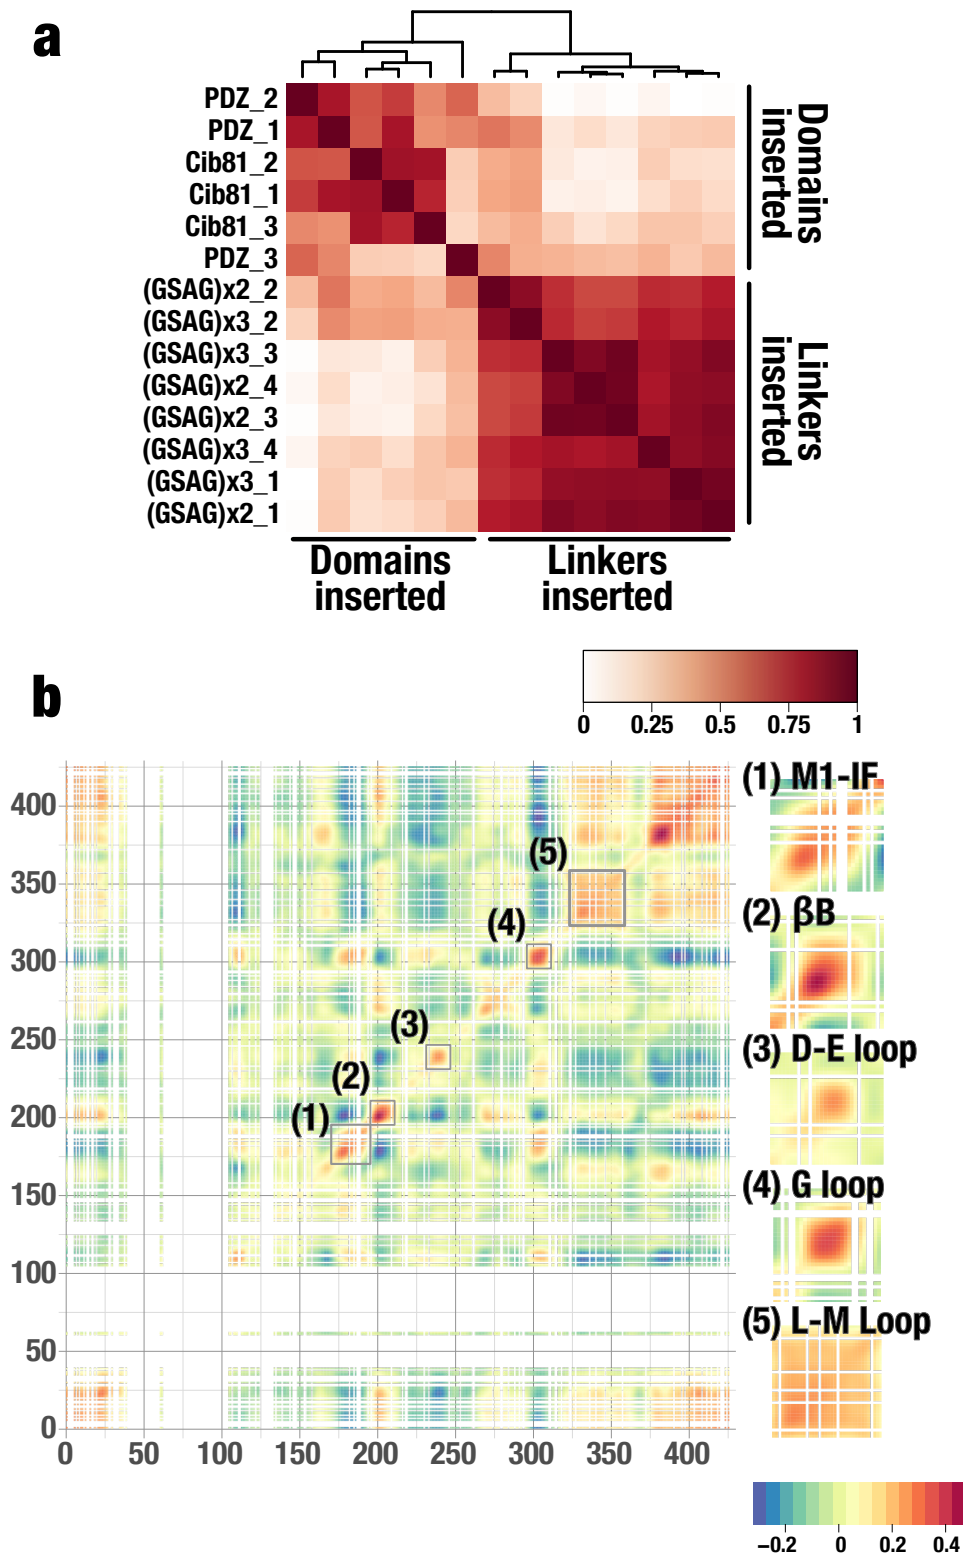 a
PDZ_2
PDZ_1
Cib81_2
Cib81_1
Cib81_3
PDZ_3
(GSAG)x2_2
(GSAG)x3_2
(GSAG)x3_3
(GSAG)x2_4
(GSAG)x2_3
(GSAG)x3_4
(GSAG)x3_1
(GSAG)x2_1
Domains
inserted
Linkers
inserted
Domains
inserted
Linkers
inserted
0 0.25 0.5 0.75 1
b
400
350
300
250
200
150
100
50
0
0 50 100 150 200 250 300 350 400
(5)
(4)
(3)
(2)
(1)
(1) M1-IF
(2) βB
(3) D-E loop
(4) G loop
(5) L-M Loop
−0.2 0 0.2 0.4